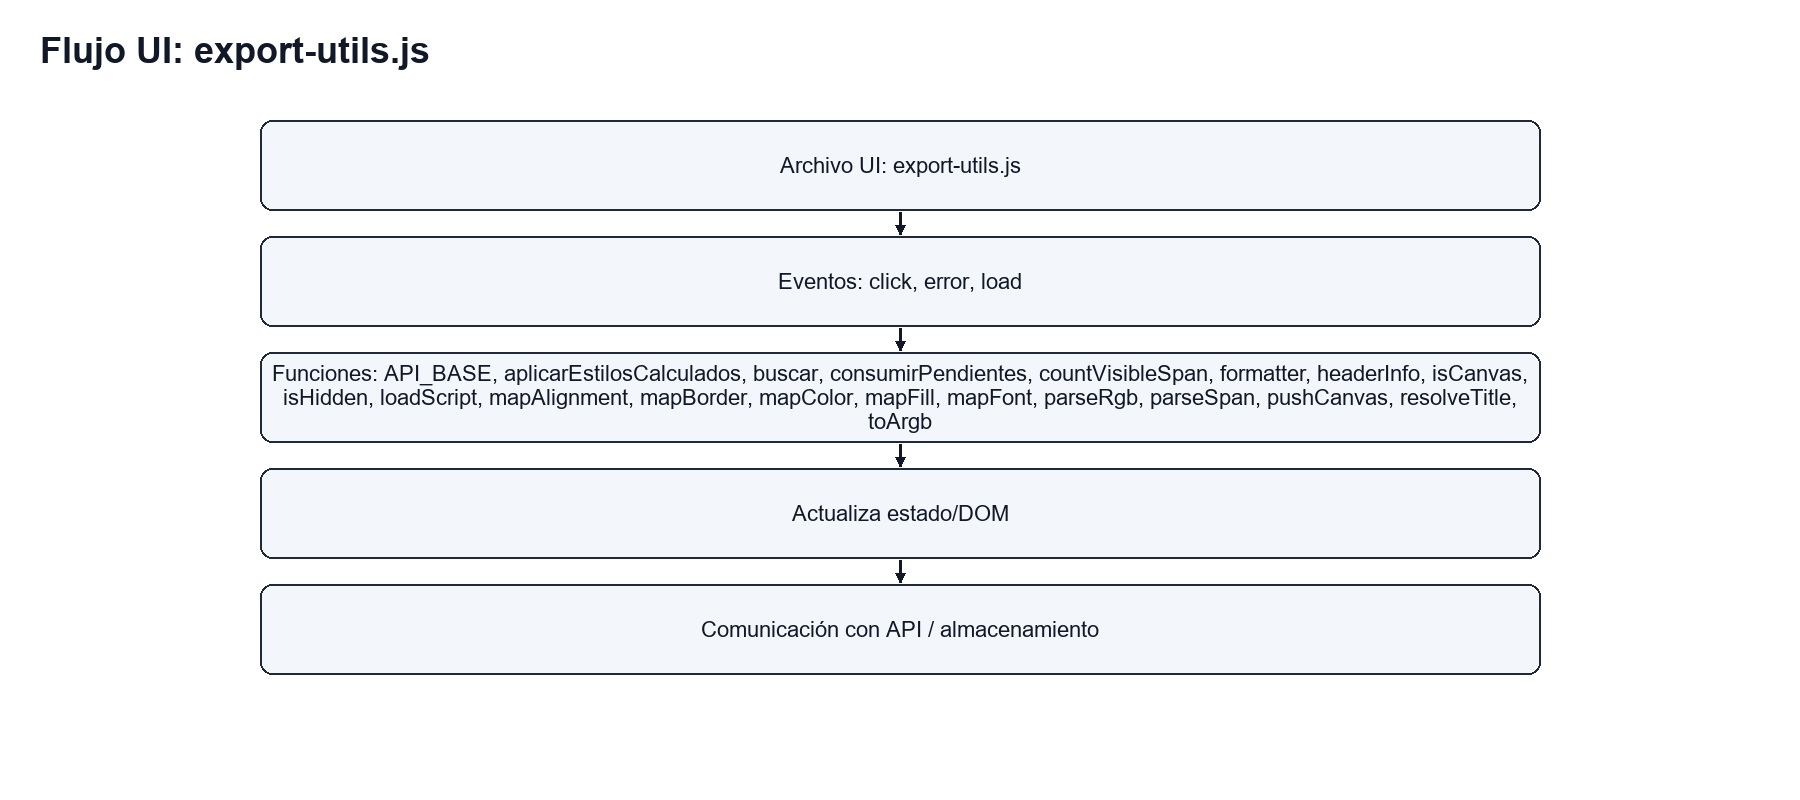 Flujo UI: export-utils.js
Archivo UI: export-utils.js
Eventos: click, error, load
Funciones: API_BASE, aplicarEstilosCalculados, buscar, consumirPendientes, countVisibleSpan, formatter, headerInfo, isCanvas,
isHidden, loadScript, mapAlignment, mapBorder, mapColor, mapFill, mapFont, parseRgb, parseSpan, pushCanvas, resolveTitle,
toArgb
Actualiza estado/DOM
Comunicación con API / almacenamiento